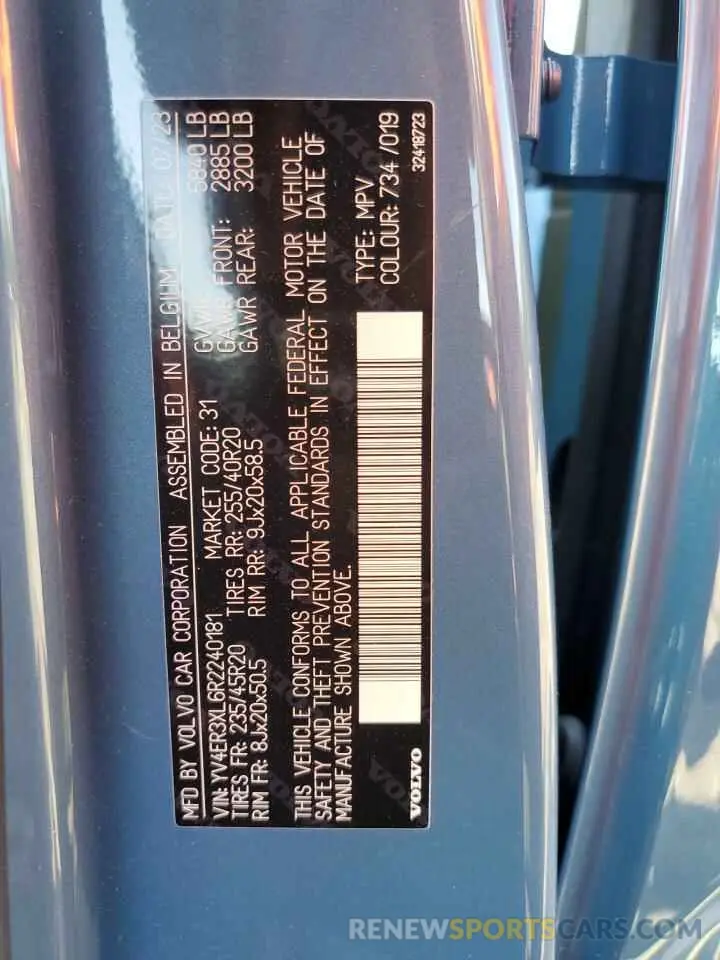 MFD BY VOLVO CAR CORPORATION ASSEMBLED IN BELGIUM DATE: 07/23
GVWR: 5840 LB
VIN: YV4ER3XL6R2240181 MARKET CODE: 31 GAWR FRONT: 2885 LB
TIRES FR: 235/45R20 TIRES RR: 255/40R20 GAWR REAR: 3200 LB
RIM FR: 8Jx20x50.5 RIM RR: 9Jx20x58.5
THIS VEHICLE CONFORMS TO ALL APPLICABLE FEDERAL MOTOR VEHICLE
SAFETY AND THEFT PREVENTION STANDARDS IN EFFECT ON THE DATE OF
MANUFACTURE SHOWN ABOVE.
TYPE: MPV
COLOUR: 734 /019
VOLVO 32418723
RENEWSPORTSCARS.COM